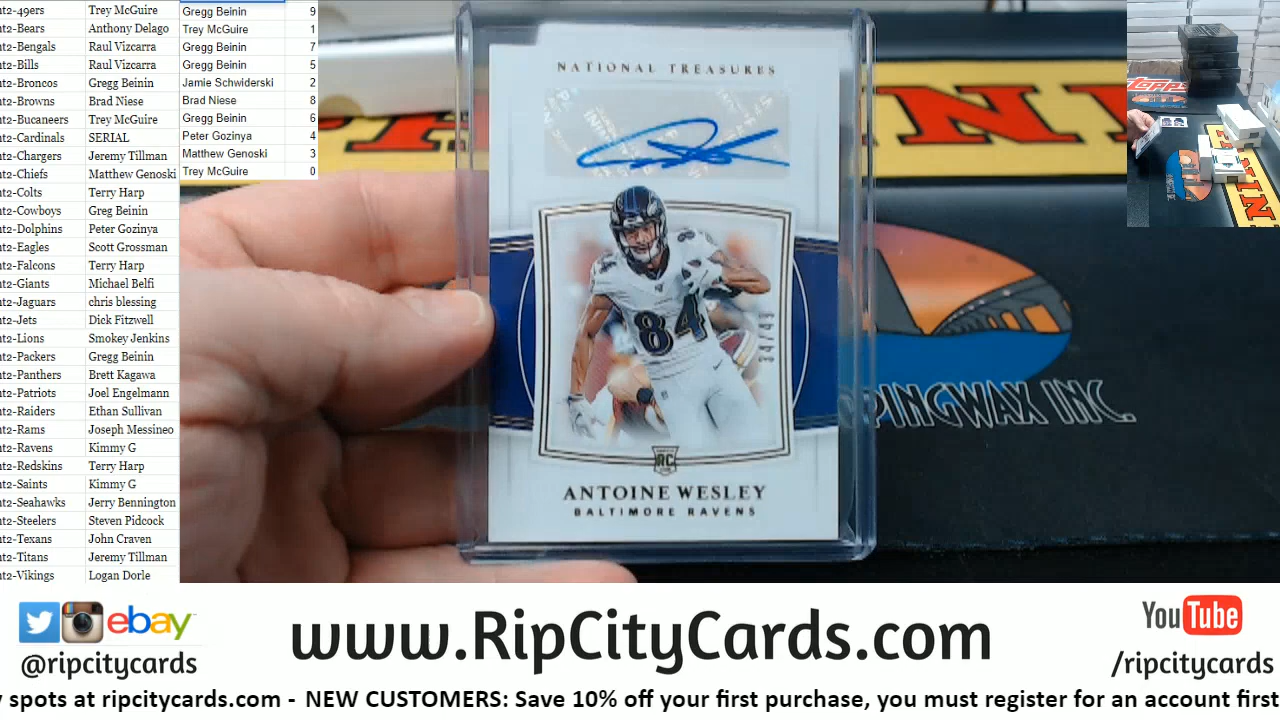 nt2-49ers Trey McGuire Gregg Beinin 9
nt2-Bears Anthony Delago Trey McGuire 1
nt2-Bengals Raul Vizcarra Gregg Beinin 7
nt2-Bills Raul Vizcarra Gregg Beinin 5
nt2-Broncos Gregg Beinin Jamie Schwiderski 2
nt2-Browns Brad Niese Brad Niese 8
nt2-Bucaneers Trey McGuire Gregg Beinin 6
nt2-Cardinals SERIAL Peter Gozinya 4
nt2-Chargers Jeremy Tillman Matthew Genoski 3
nt2-Chiefs Matthew Genoski Trey McGuire 0
nt2-Colts Terry Harp
nt2-Cowboys Greg Beinin
nt2-Dolphins Peter Gozinya
nt2-Eagles Scott Grossman
nt2-Falcons Terry Harp
nt2-Giants Michael Belfi
nt2-Jaguars chris blessing
nt2-Jets Dick Fitzwell
nt2-Lions Smokey Jenkins
nt2-Packers Gregg Beinin
nt2-Panthers Brett Kagawa
nt2-Patriots Joel Engelmann
nt2-Raiders Ethan Sullivan
nt2-Rams Joseph Messineo
nt2-Ravens Kimmy G
nt2-Redskins Terry Harp
nt2-Saints Kimmy G
nt2-Seahawks Jerry Bennington
nt2-Steelers Steven Pidcock
nt2-Texans John Craven
nt2-Titans Jeremy Tillman
nt2-Vikings Logan Dorle
NATIONAL TREASURES
84
84
84
34/49
RC
ANTOINE WESLEY
BALTIMORE RAVENS
PINGWAX INC.
Topps
ebay
@ripcitycards
www.RipCityCards.com
YouTube
/ripcitycards
y spots at ripcitycards.com - NEW CUSTOMERS: Save 10% off your first purchase, you must register for an account first